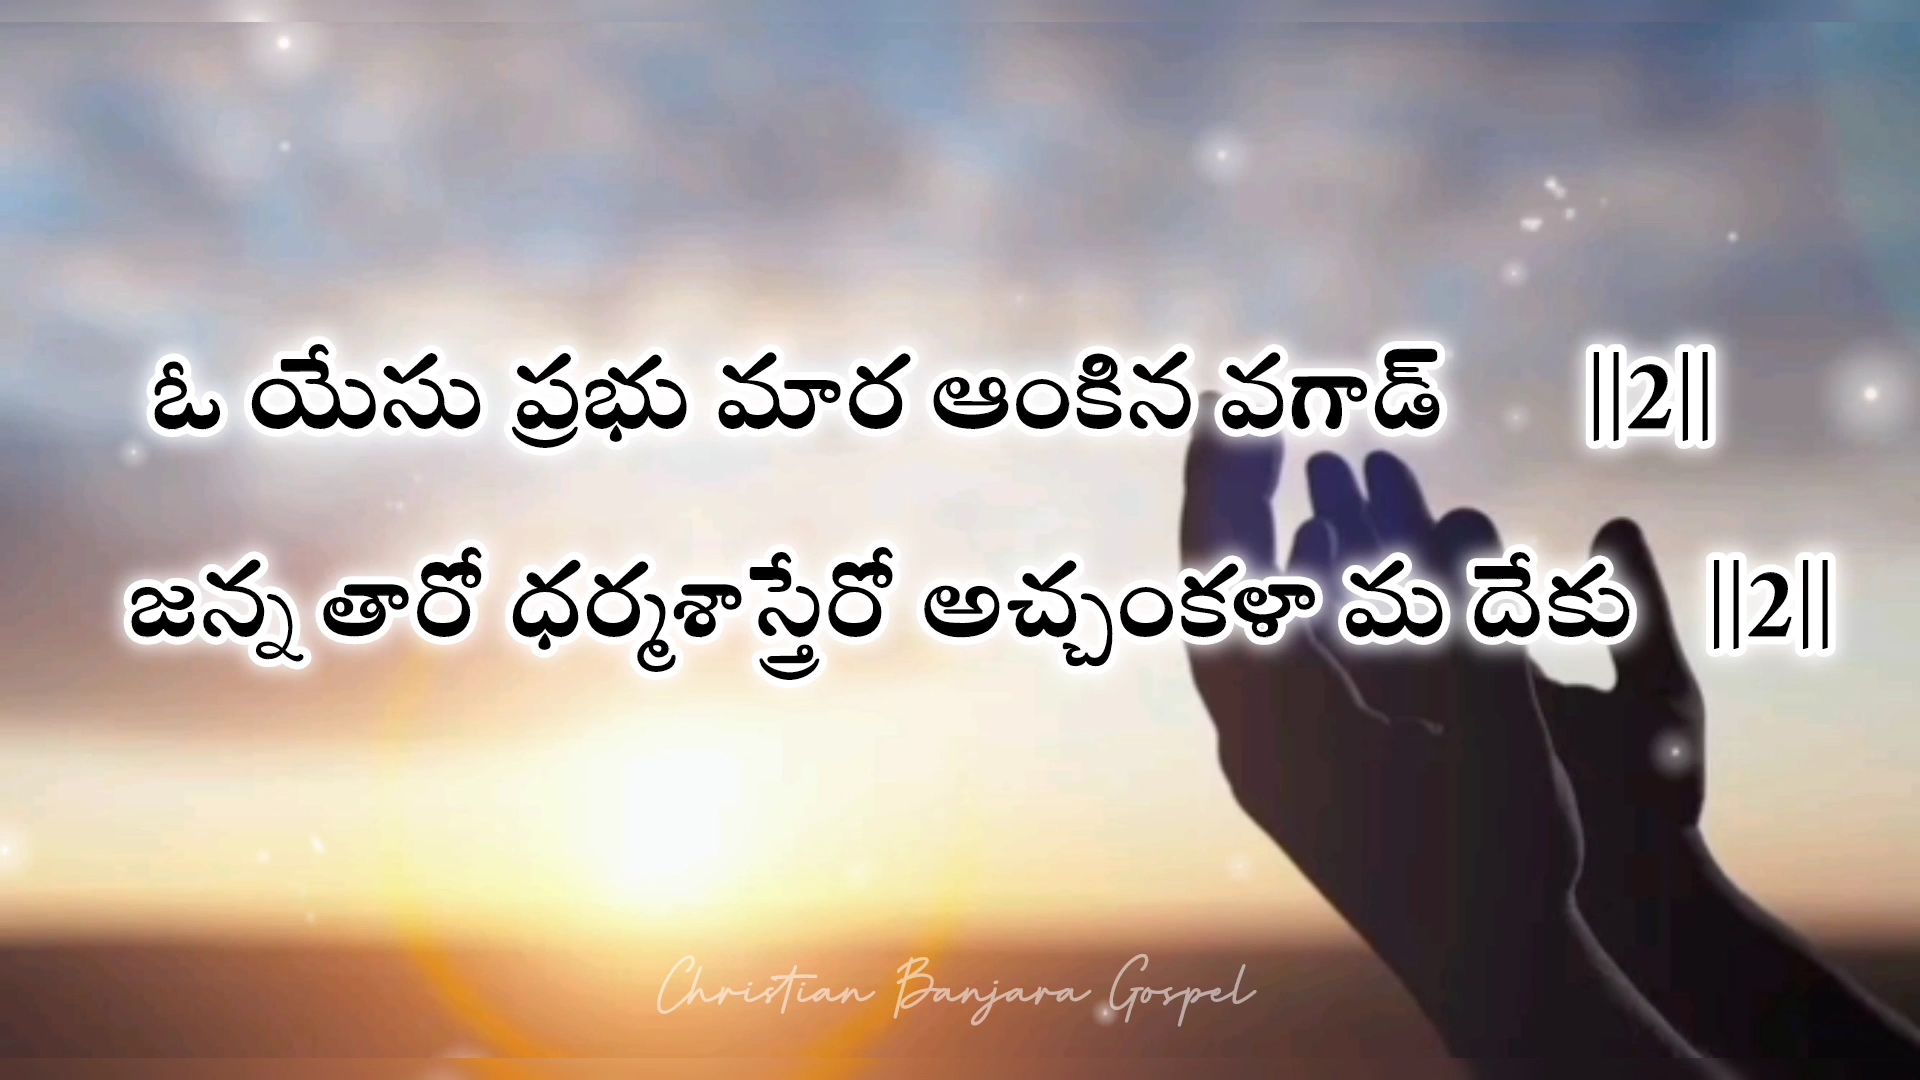 ఓ యేసు ప్రభు మార ఆంకిన వగాడ్ ||2||
జన్న తారో ధర్మశాస్త్రేరో అచ్చంకళా మ దేకు ||2||
Christian Banjara Gospel